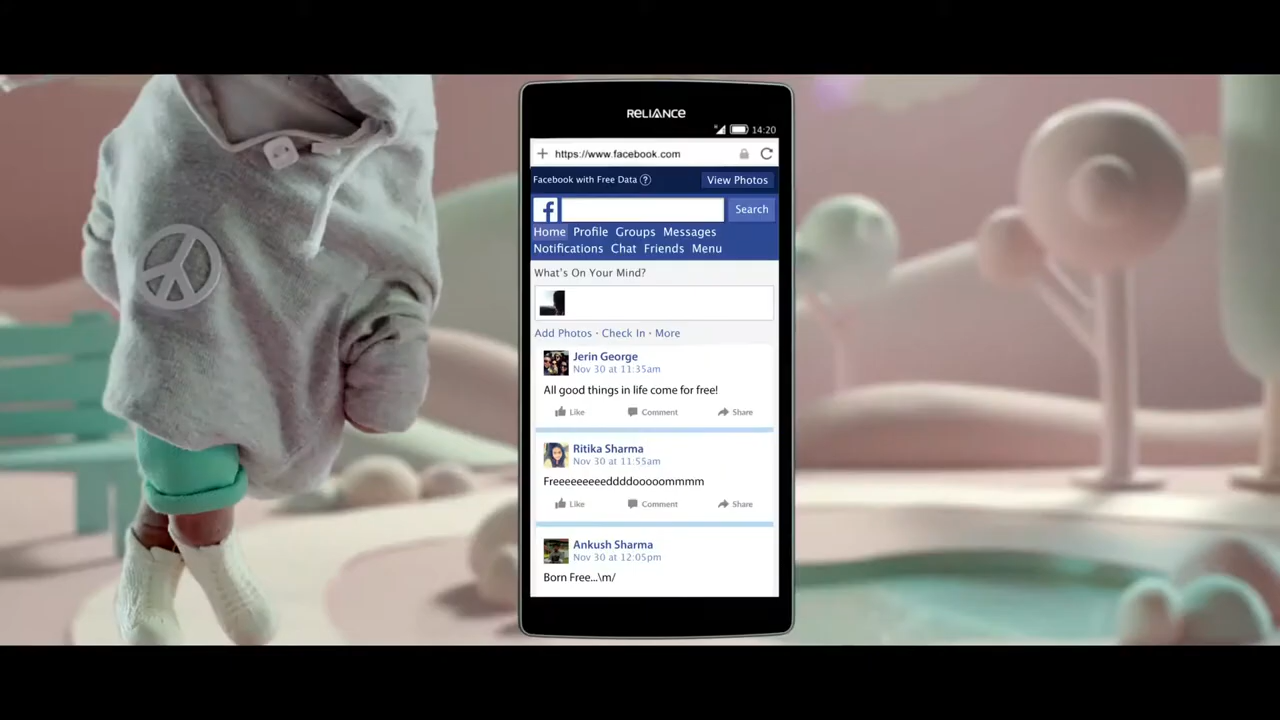 RELIANCE
14:20
https://www.facebook.com
Facebook with Free Data ?
View Photos
f
Search
Home Profile Groups Messages
Notifications Chat Friends Menu
What's On Your Mind?
Add Photos · Check In · More
Jerin George
Nov 30 at 11:35am
All good things in life come for free!
Like Comment Share
Ritika Sharma
Nov 30 at 11:55am
Freeeeeeeeeddddooooommmm
Like Comment Share
Ankush Sharma
Nov 30 at 12:05pm
Born Free...\m/